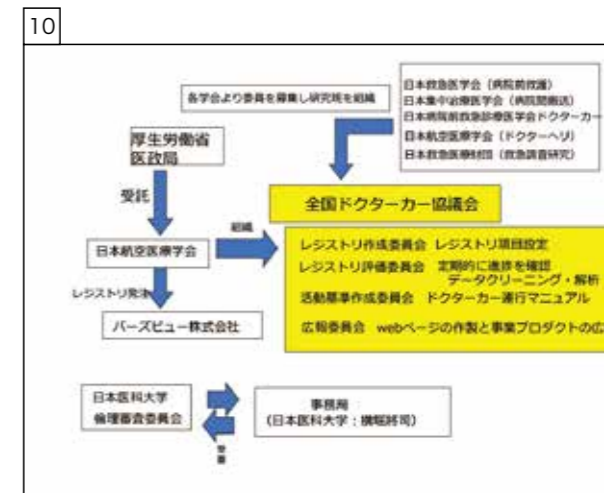 10
各学会より委員を募集し研究班を組織
日本救急医学会（病院前救護）
日本集中治療医学会（病院間搬送）
日本病院前救急診療医学会ドクターカー
日本航空医療学会（ドクターヘリ）
日本救急医療財団（救急調査研究）
厚生労働省
医政局
受託
全国ドクターカー協議会
日本航空医療学会
組織
レジストリ作成委員会 レジストリ項目設定
レジストリ評価委員会 定期的に進捗を確認
データクリーニング・解析
活動基準作成委員会 ドクターカー運行マニュアル
広報委員会 webページの作製と事業プロダクトの広
レジストリ発注
バーズビュー株式会社
日本医科大学
倫理審査委員会
事務局
（日本医科大学：横堀將司）